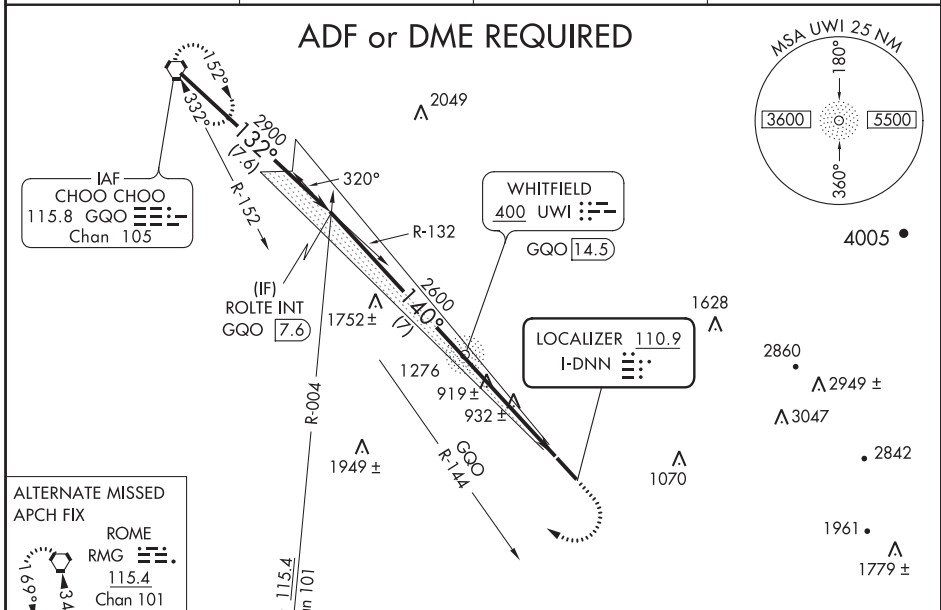 ADF or DME REQUIRED
MSA UWI 25 NM
180°
3600
5500
360°
152°
332°
2049
2900
132°
(7.6)
320°
IAF
CHOO CHOO
115.8 GQO
Chan 105
R-152
R-132
WHITFIELD
400 UWI
GQO 14.5
4005
(IF)
ROLTE INT
GQO 7.6
1752 ±
2600
140°
(7)
1628
LOCALIZER 110.9
I-DNN
2860
2949 ±
1276
919 ±
932 ±
3047
R-004
1949 ±
GQO
R-144
1070
2842
1961
1779 ±
ALTERNATE MISSED
APCH FIX
ROME
RMG
115.4
Chan 101
169°
34
115.4
n 101